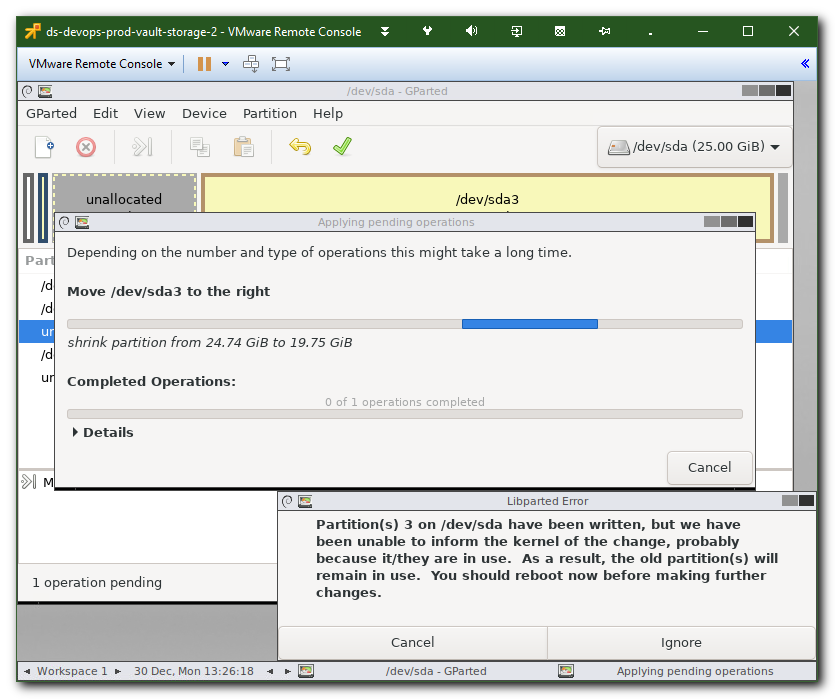 ds-devops-prod-vault-storage-2 - VMware Remote Console
VMware Remote Console
/dev/sda - GParted
GParted Edit View Device Partition Help
/dev/sda (25.00 GiB)
unallocated
/dev/sda3
Applying pending operations
Part
Depending on the number and type of operations this might take a long time.
/d
Move /dev/sda3 to the right
/d
un
shrink partition from 24.74 GiB to 19.75 GiB
/d
un
Completed Operations:
0 of 1 operations completed
Details
Cancel
M
Libparted Error
Partition(s) 3 on /dev/sda have been written, but we have
been unable to inform the kernel of the change, probably
because it/they are in use.  As a result, the old partition(s) will
remain in use.  You should reboot now before making further
changes.
1 operation pending
Cancel
Ignore
Workspace 1
30 Dec, Mon 13:26:18
/dev/sda - GParted
Applying pending operations